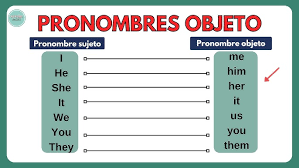 PRONOMBRES OBJETO
Pronombre sujeto Pronombre objeto
I me
He him
She her
It it
We us
You you
They them